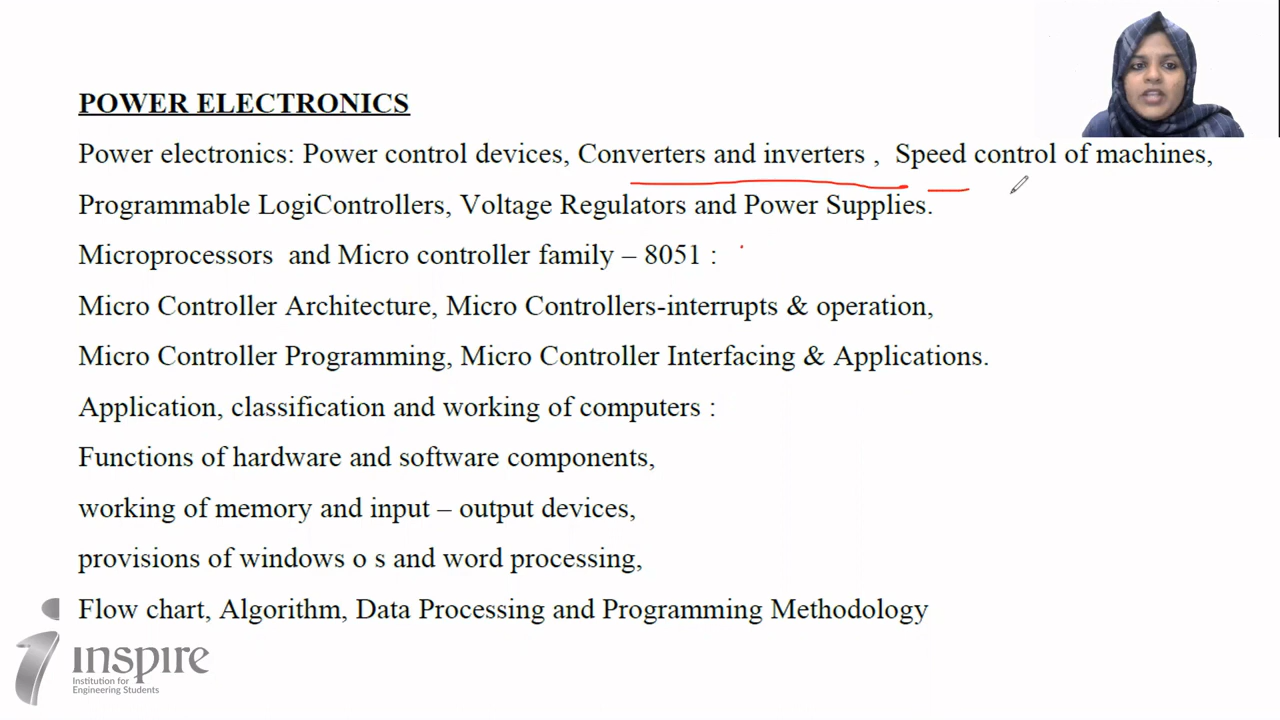 POWER ELECTRONICS
Power electronics: Power control devices, Converters and inverters , Speed control of machines,
Programmable LogiControllers, Voltage Regulators and Power Supplies.
Microprocessors and Micro controller family – 8051 :
Micro Controller Architecture, Micro Controllers-interrupts & operation,
Micro Controller Programming, Micro Controller Interfacing & Applications.
Application, classification and working of computers :
Functions of hardware and software components,
working of memory and input – output devices,
provisions of windows o s and word processing,
Flow chart, Algorithm, Data Processing and Programming Methodology
inspire
Institution for
Engineering Students